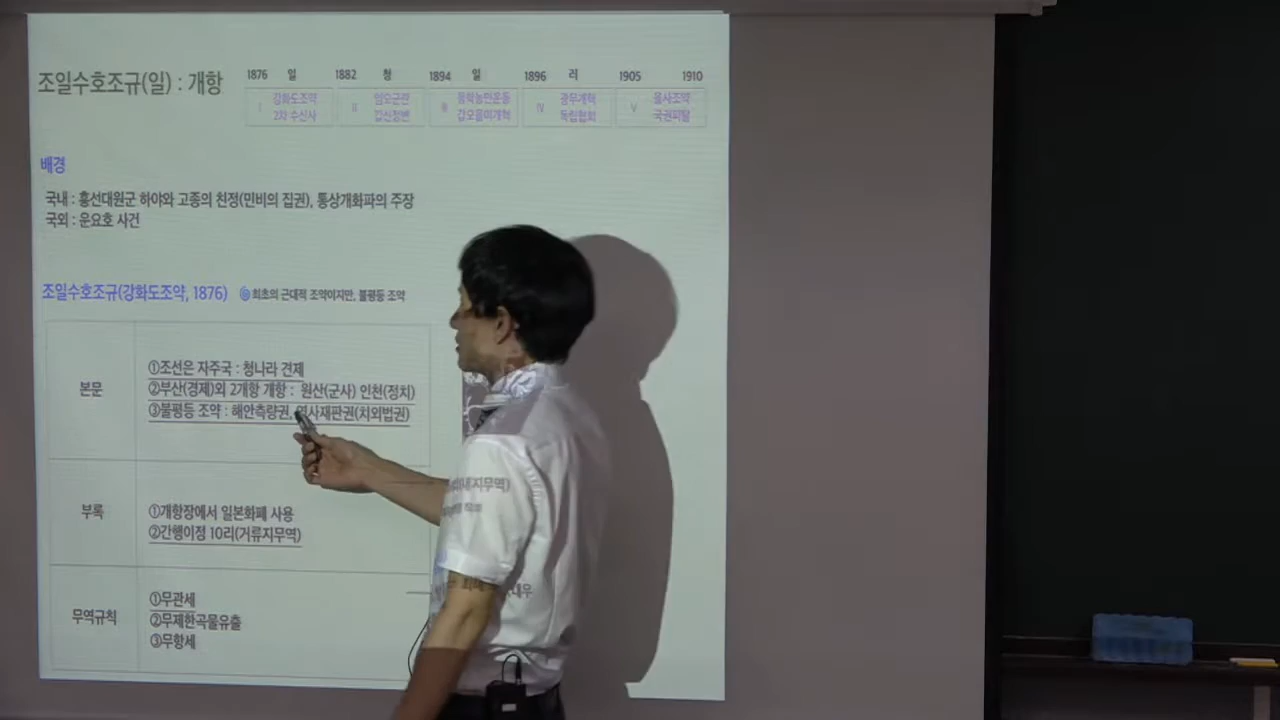 조일수호조규(일) : 개항
1876 일 1882 청 1894 일 1896 러 1905 1910
I 강화도조약 2차 수신사
II 임오군란 갑신정변
III 동학농민운동 갑오을미개혁
IV 광무개혁 독립협회
V 을사조약 국권피탈
배경
국내 : 흥선대원군 하야와 고종의 친정(민비의 집권), 통상개화파의 주장
국외 : 운요호 사건
조일수호조규(강화도조약, 1876) @최초의 근대적 조약이지만, 불평등 조약
본문
①조선은 자주국 : 청나라 견제
②부산(경제)외 2개항 개항 : 원산(군사) 인천(정치)
③불평등 조약 : 해안측량권, 영사재판권(치외법권)
부록
①개항장에서 일본화폐 사용
②간행이정 10리(거류지무역)
무역규칙
①무관세
②무제한곡물유출
③무항세